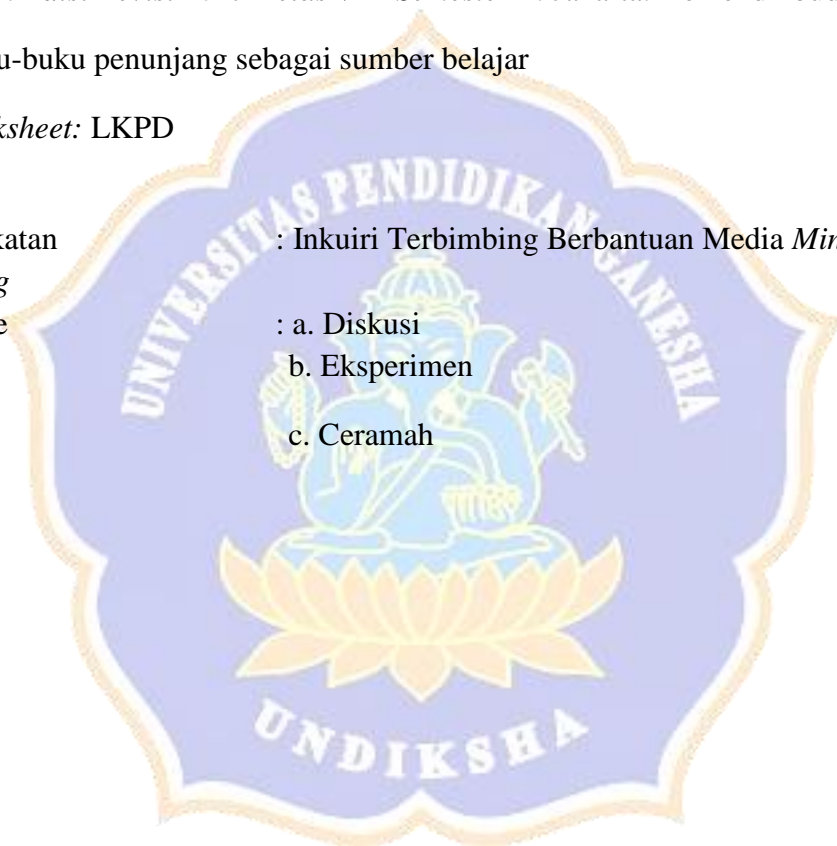 u-buku penunjang sebagai sumber belajar
ksheet: LKPD
katan : Inkuiri Terbimbing Berbantuan Media Min
g
e : a. Diskusi
b. Eksperimen
c. Ceramah
UNIVERSITAS PENDIDIKAN GANESHA
UNDIKSHA